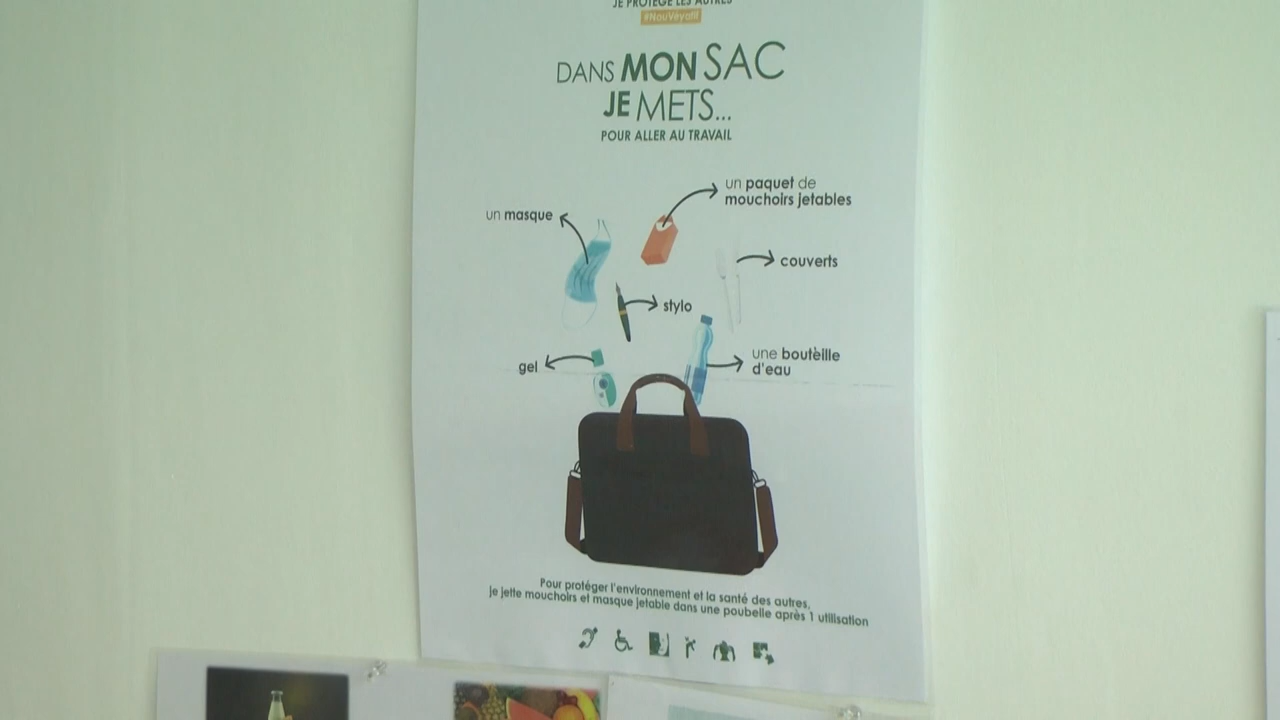 JE PROTÈGE LES AUTRES
#NouVéyatif
DANS MON SAC
JE METS...
POUR ALLER AU TRAVAIL
un paquet de
mouchoirs jetables
un masque
couverts
stylo
gel
une boutèille
d'eau
Pour protéger l'environnement et la santé des autres,
je jette mouchoirs et masque jetable dans une poubelle après 1 utilisation